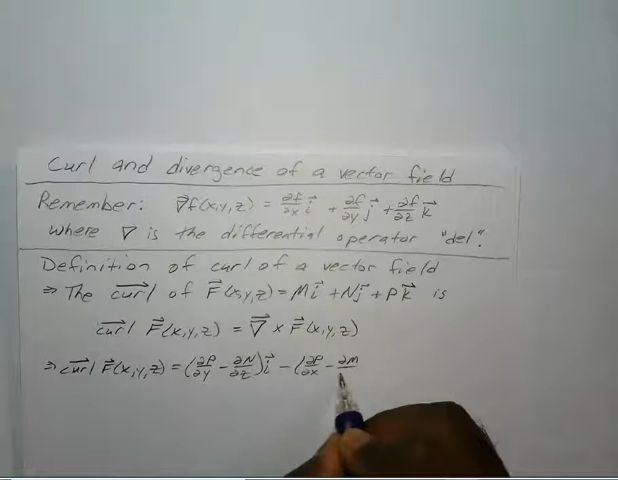 Curl and divergence of a vector field
Remember: ∇⃗f(x,y,z) = ∂f/∂x i⃗ + ∂f/∂y j⃗ + ∂f/∂z k⃗
where ∇ is the differential operator "del".
Definition of curl of a vector field
⇒ The curl⃗ of F⃗(x,y,z) = Mi⃗ + Nj⃗ + Pk⃗ is
curl⃗ F⃗(x,y,z) = ∇⃗ × F⃗(x,y,z)
⇒ curl⃗ F⃗(x,y,z) = (∂P/∂y - ∂N/∂z)i⃗ - (∂P/∂x - ∂M